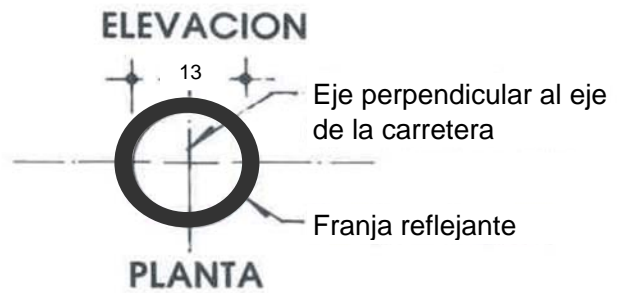 ELEVACION
13
Eje perpendicular al eje
de la carretera
Franja reflejante
PLANTA